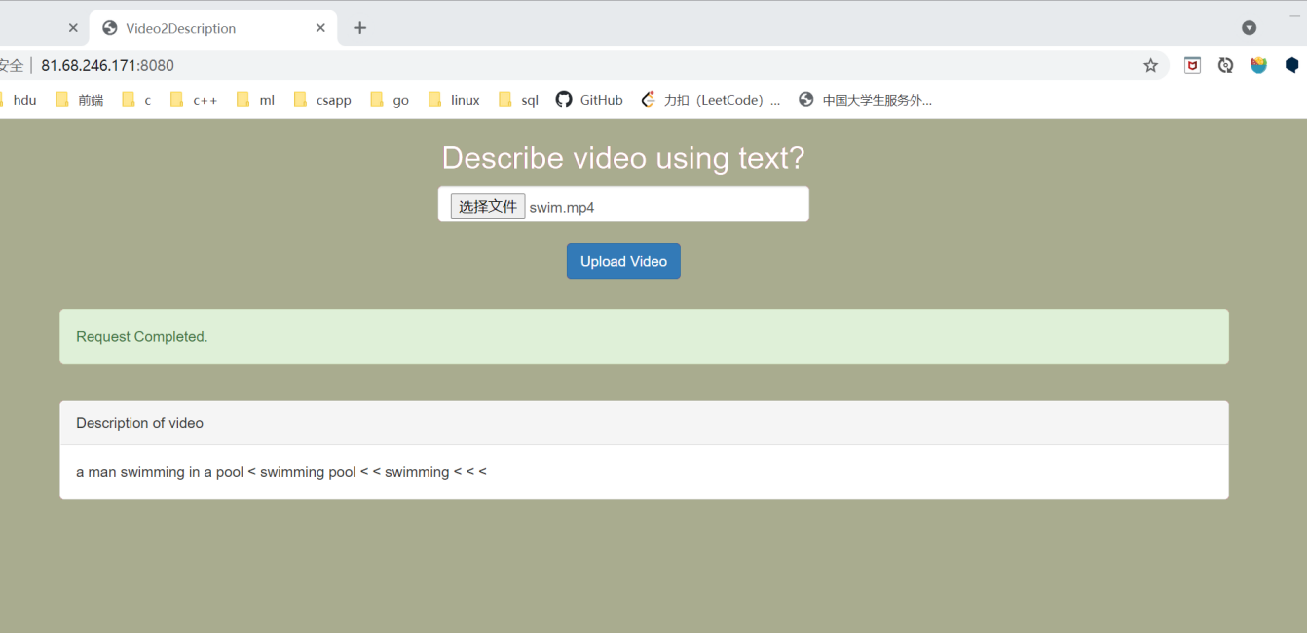 Video2Description
安全 81.68.246.171:8080
hdu 前端 c c++ ml csapp go linux sql GitHub 力扣（LeetCode）... 中国大学生服务外...
Describe video using text?
选择文件 swim.mp4
Upload Video
Request Completed.
Description of video
a man swimming in a pool < swimming pool < < swimming < < <